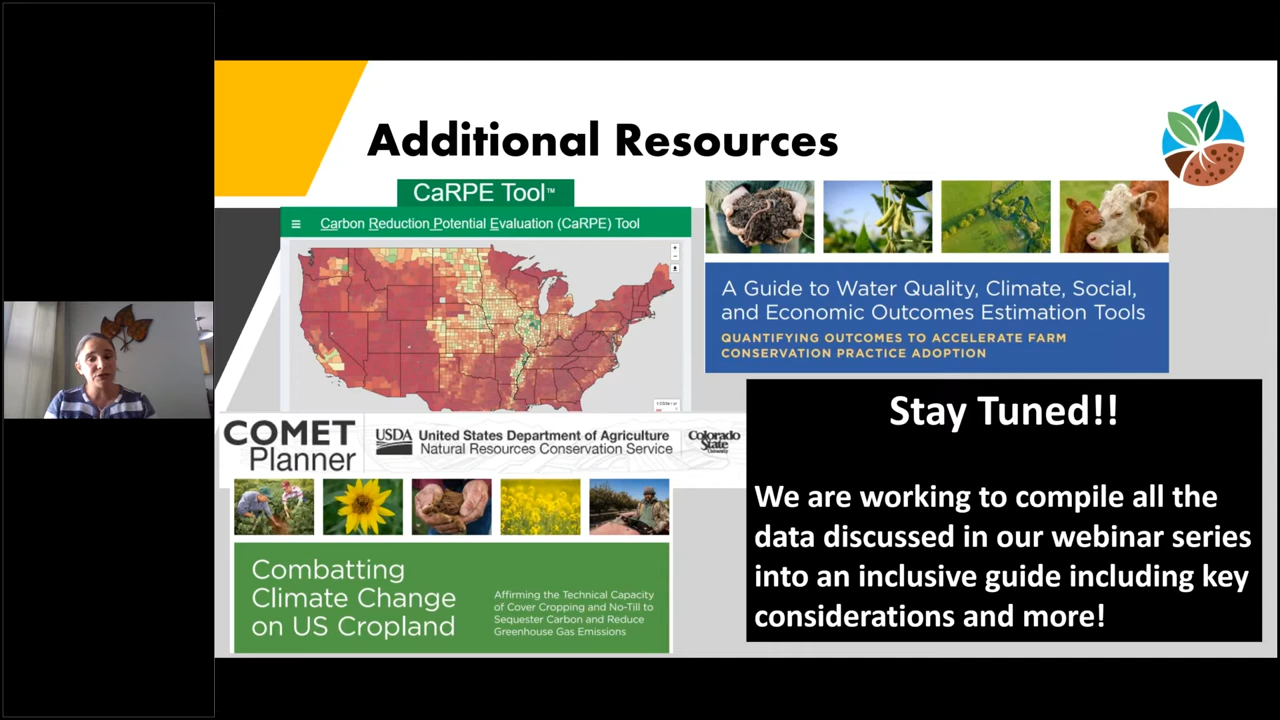 Additional Resources
CaRPE Tool™
Carbon Reduction Potential Evaluation (CaRPE) Tool
A Guide to Water Quality, Climate, Social,
and Economic Outcomes Estimation Tools
QUANTIFYING OUTCOMES TO ACCELERATE FARM
CONSERVATION PRACTICE ADOPTION
COMET
Planner
USDA
United States Department of Agriculture
Natural Resources Conservation Service
Colorado
State
University
Combatting
Climate Change
on US Cropland
Affirming the Technical Capacity
of Cover Cropping and No-Till to
Sequester Carbon and Reduce
Greenhouse Gas Emissions
Stay Tuned!!
We are working to compile all the
data discussed in our webinar series
into an inclusive guide including key
considerations and more!